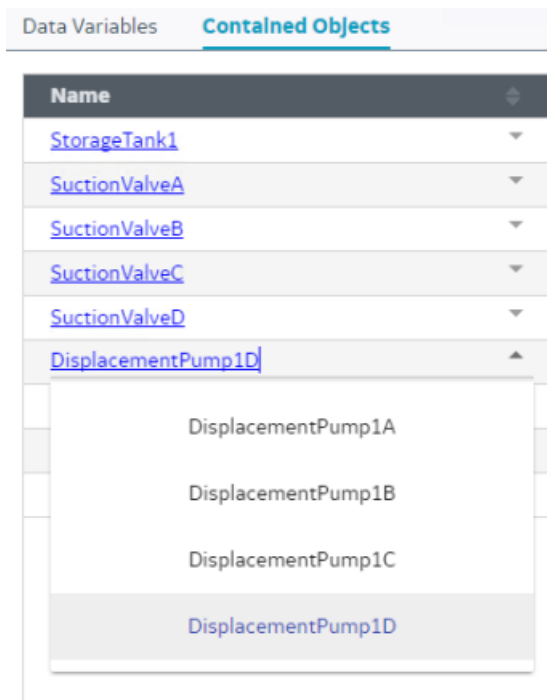 Data Variables Contained Objects
Name
StorageTank1
SuctionValveA
SuctionValveB
SuctionValveC
SuctionValveD
DisplacementPump1D
DisplacementPump1A
DisplacementPump1B
DisplacementPump1C
DisplacementPump1D